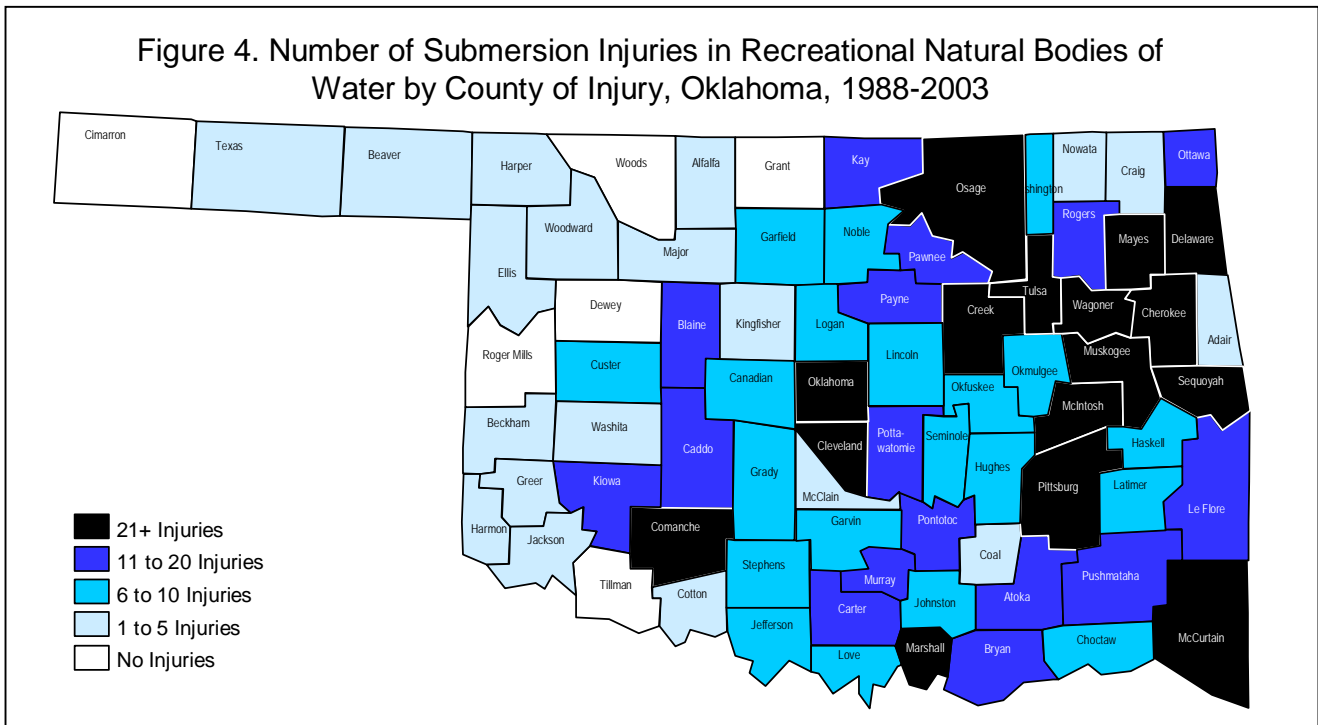 Figure 4. Number of Submersion Injuries in Recreational Natural Bodies of
Water by County of Injury, Oklahoma, 1988-2003
Cimarron
Texas
Beaver
Harper
Woods
Alfalfa
Grant
Kay
Osage
shington
Nowata
Craig
Ottawa
Woodward
Ellis
Major
Garfield
Noble
Pawnee
Rogers
Mayes
Delaware
Dewey
Blaine
Kingfisher
Logan
Payne
Creek
Tulsa
Wagoner
Cherokee
Adair
Roger Mills
Custer
Canadian
Oklahoma
Lincoln
Okfuskee
Okmulgee
Muskogee
Sequoyah
McIntosh
Beckham
Washita
Caddo
Grady
Cleveland
Potta-
watomie
Seminole
Hughes
Pittsburg
Haskell
Latimer
Le Flore
Greer
Kiowa
McClain
Harmon
Jackson
Comanche
Garvin
Pontotoc
Coal
Tillman
Cotton
Stephens
Murray
Carter
Johnston
Atoka
Pushmataha
McCurtain
Jefferson
Love
Marshall
Bryan
Choctaw
21+ Injuries
11 to 20 Injuries
6 to 10 Injuries
1 to 5 Injuries
No Injuries